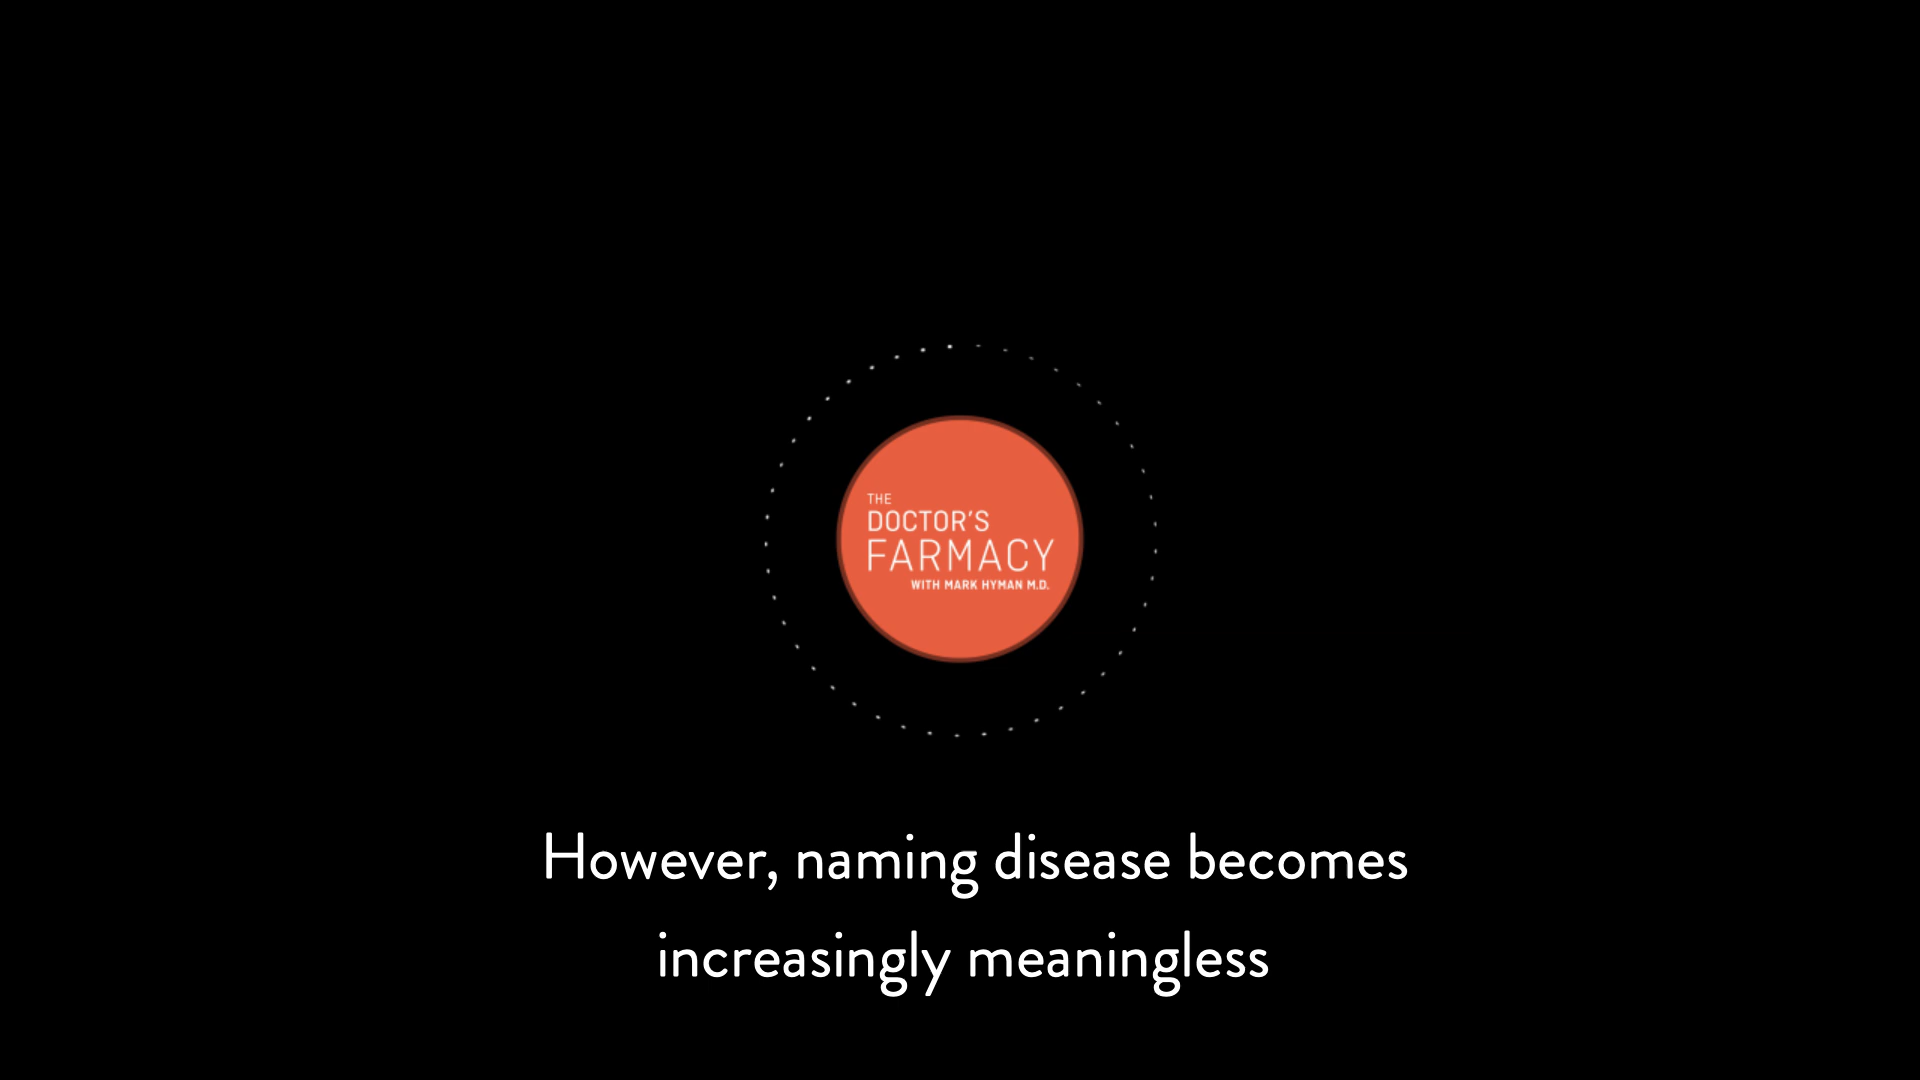 THE
DOCTOR'S
FARMACY
WITH MARK HYMAN M.D.
However, naming disease becomes
increasingly meaningless